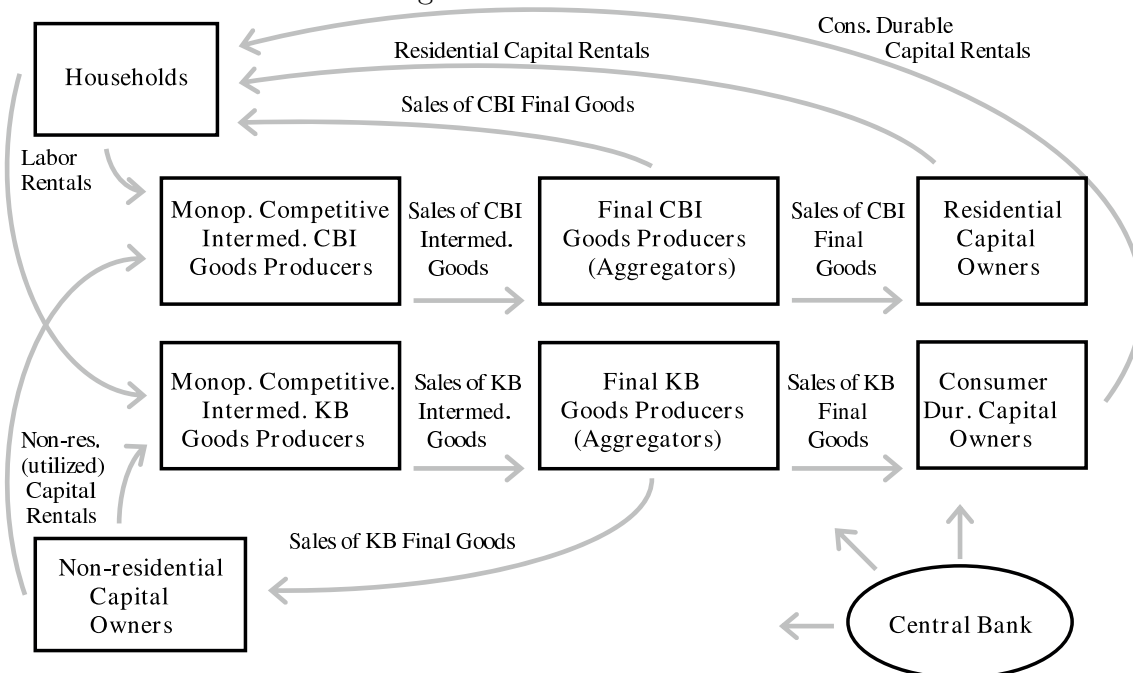 Cons. Durable
Capital Rentals
Residential Capital Rentals
Households
Sales of CBI Final Goods
Labor
Rentals
Monop. Competitive
Intermed. CBI
Goods Producers
Sales of CBI
Intermed.
Goods
Final CBI
Goods Producers
(Aggregators)
Sales of CBI
Final
Goods
Residential
Capital
Owners
Monop. Competitive.
Intermed. KB
Goods Producers
Sales of KB
Intermed.
Goods
Final KB
Goods Producers
(Aggregators)
Sales of KB
Final
Goods
Consumer
Dur. Capital
Owners
Non-res.
(utilized)
Capital
Rentals
Sales of KB Final Goods
Non-residential
Capital
Owners
Central Bank